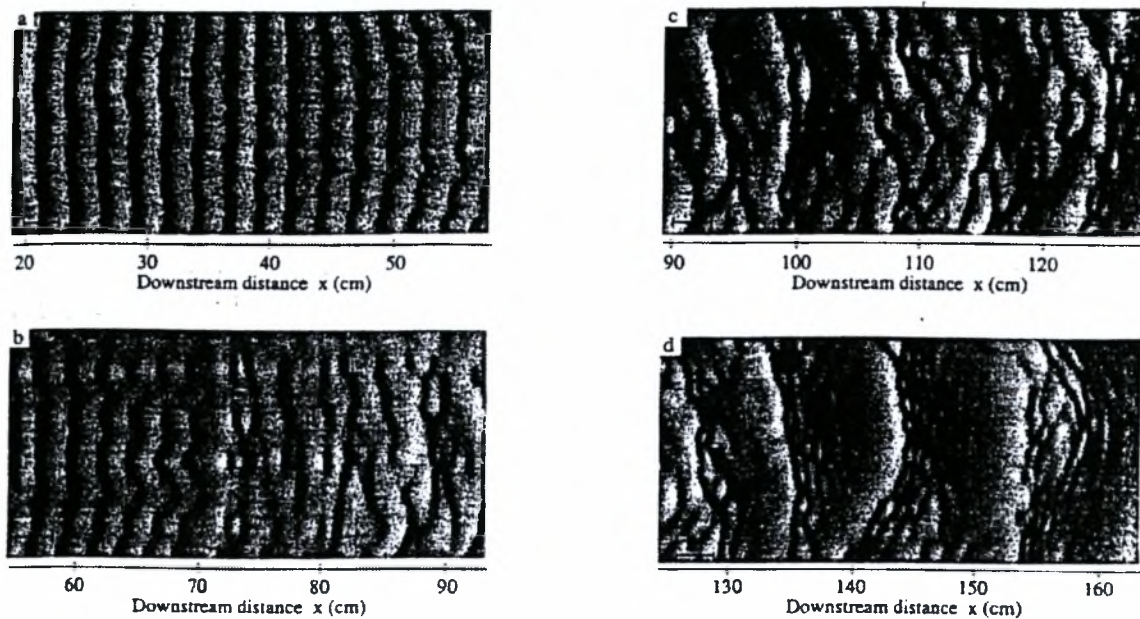 a
20 30 40 50
Downstream distance x (cm)
b
60 70 80 90
Downstream distance x (cm)
c
90 100 110 120
Downstream distance x (cm)
d
130 140 150 160
Downstream distance x (cm)